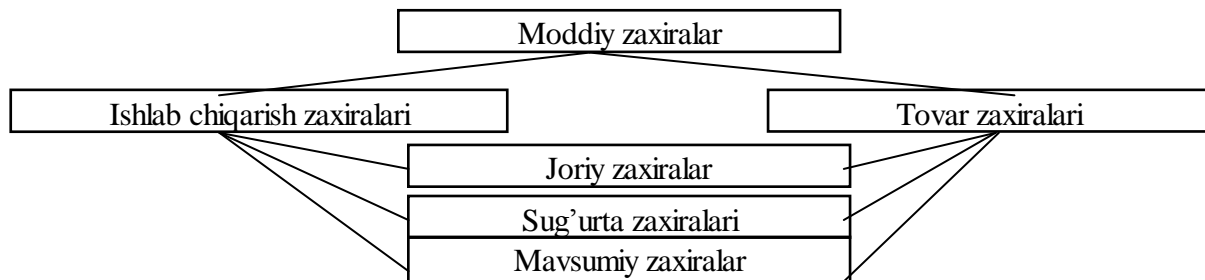 Moddiy zaxiralar
Ishlab chiqarish zaxiralari
Tovar zaxiralari
Joriy zaxiralar
Sug’urta zaxiralari
Mavsumiy zaxiralar